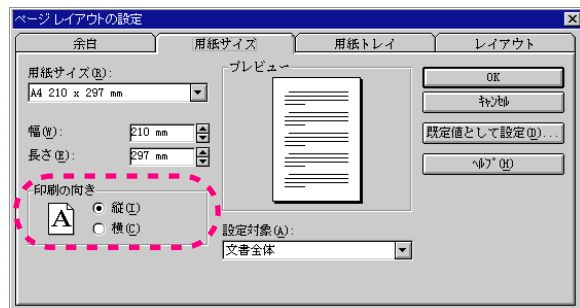 ページ レイアウトの設定
余白
用紙サイズ
用紙トレイ
レイアウト
用紙サイズ(R):
A4 210 x 297 mm
幅(W):
210 mm
長さ(E):
297 mm
印刷の向き
A
縦(T)
横(C)
プレビュー
設定対象(A):
文書全体
OK
ｷｬﾝｾﾙ
既定値として設定(D)...
ﾍﾙﾌﾟ(H)